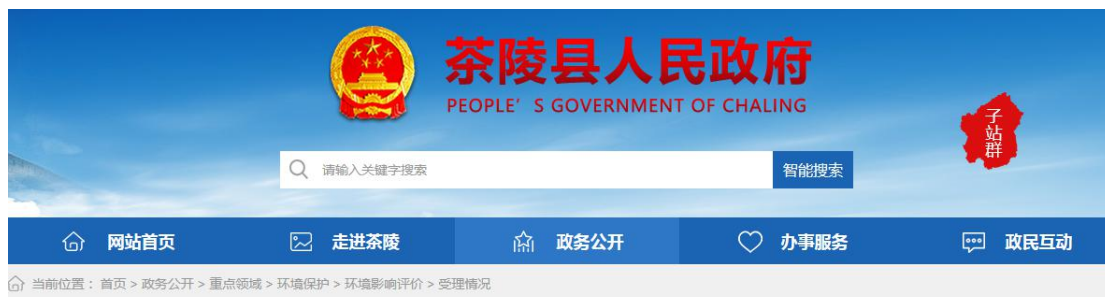 茶陵县人民政府
PEOPLE' S GOVERNMENT OF CHALING
子站群
请输入关键字搜索 智能搜索
网站首页 走进茶陵 政务公开 办事服务 政民互动
当前位置：首页 > 政务公开 > 重点领域 > 环境保护 > 环境影响评价 > 受理情况